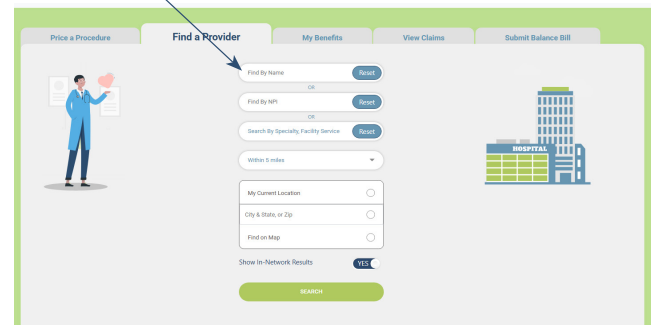 Price a Procedure
Find a Provider
My Benefits
View Claims
Submit Balance Bill
Find By Name
Reset
OR
Find By NPI
Reset
OR
Search By Specialty, Facility Service
Reset
Within 5 miles
My Current Location
City & State, or Zip
Find on Map
Show In-Network Results
YES
SEARCH
HOSPITAL